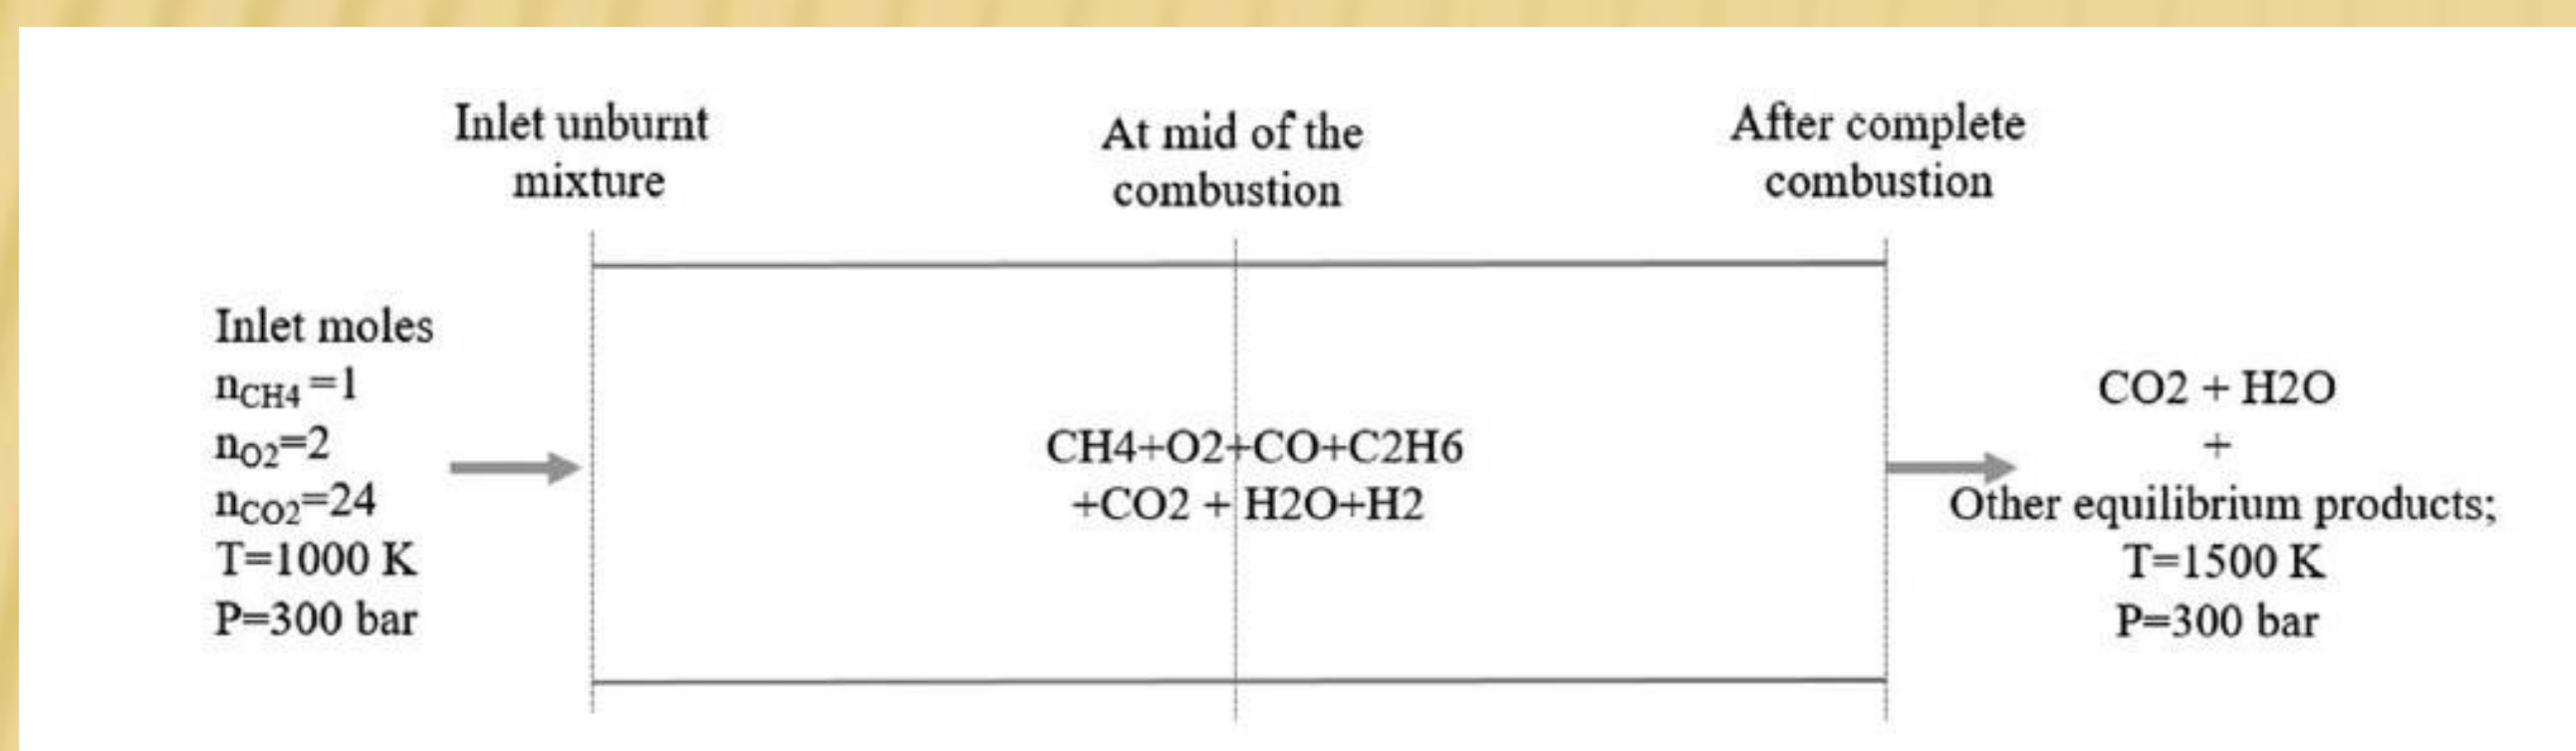 Inlet unburnt
mixture
At mid of the
combustion
After complete
combustion
Inlet moles
nCH4 =1
nO2=2
nCO2=24
T=1000 K
P=300 bar
CH4+O2+CO+C2H6
+CO2 + H2O+H2
CO2 + H2O
+
Other equilibrium products;
T=1500 K
P=300 bar